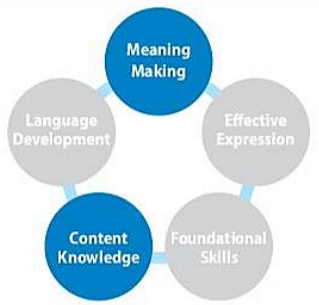 Meaning
Making
Language
Development
Effective
Expression
Content
Knowledge
Foundational
Skills